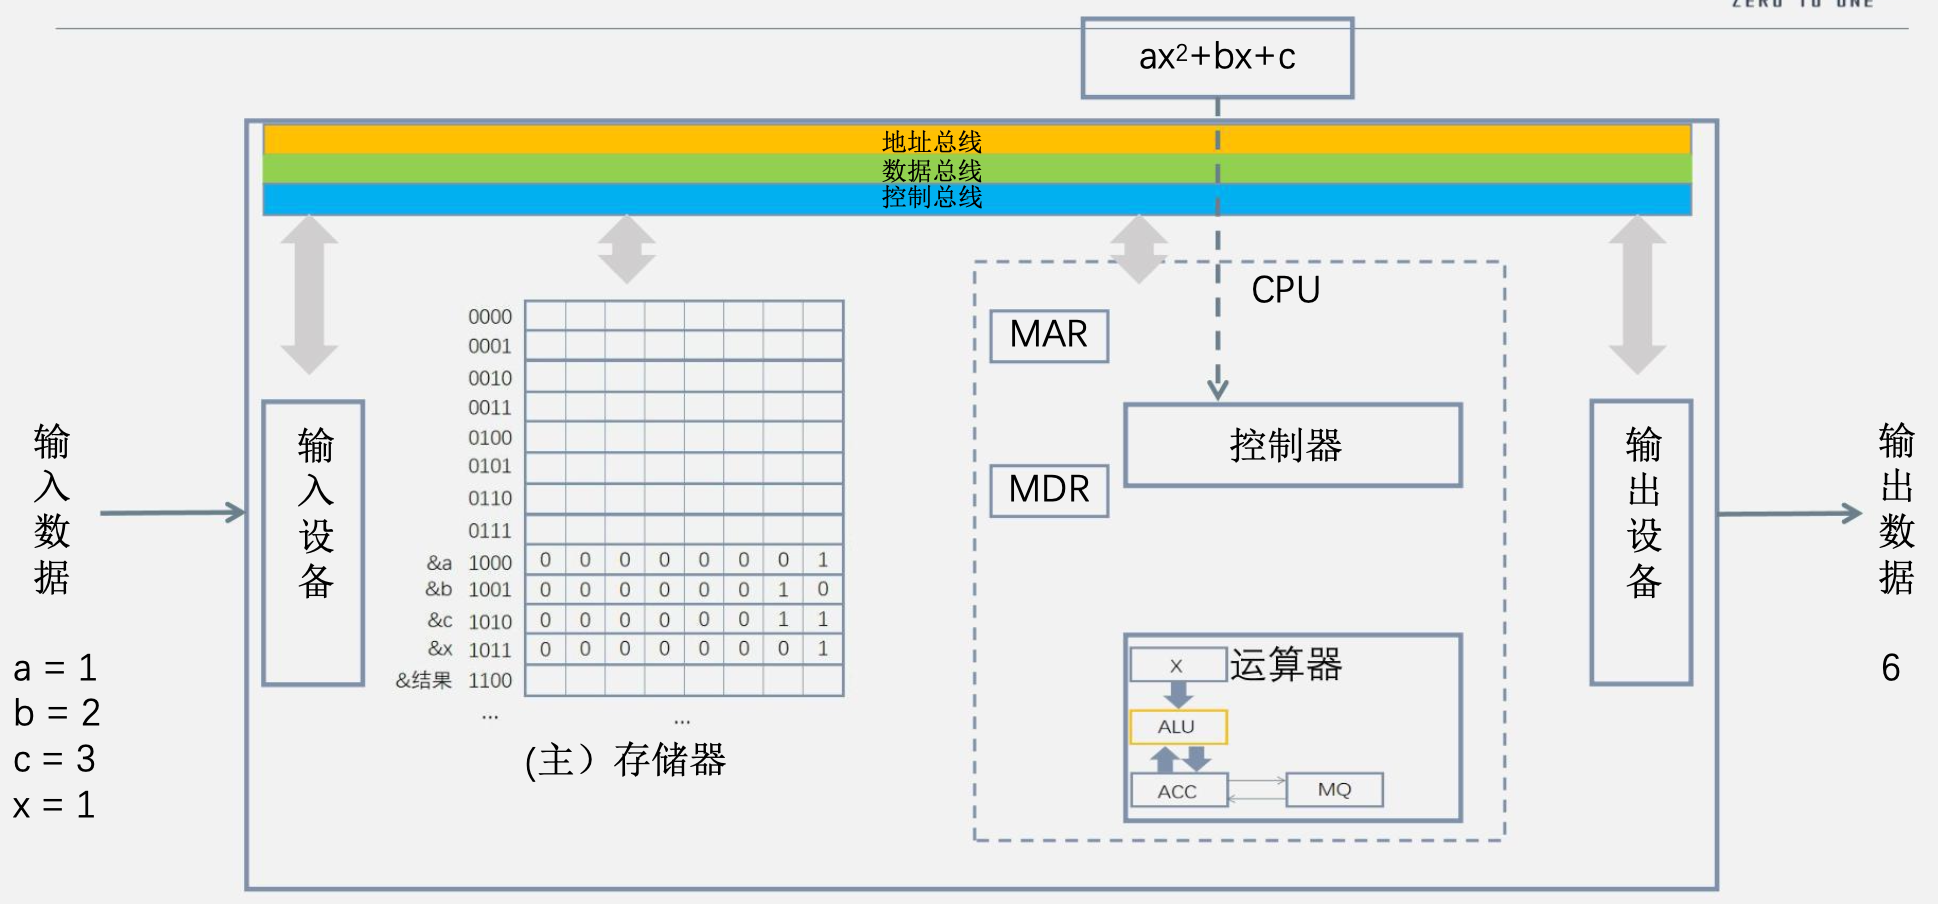 ZERO TO ONE
ax²+bx+c
地址总线
数据总线
控制总线
CPU
MAR
MDR
控制器
0000
0001
0010
0011
0100
0101
0110
0111
&a 1000 0 0 0 0 0 0 0 1
&b 1001 0 0 0 0 0 0 1 0
&c 1010 0 0 0 0 0 0 1 1
&x 1011 0 0 0 0 0 0 0 1
&结果 1100
... ...
(主）存储器
输入数据
a = 1
b = 2
c = 3
x = 1
输入设备
运算器
X
ALU
ACC
MQ
输出设备
输出数据
6